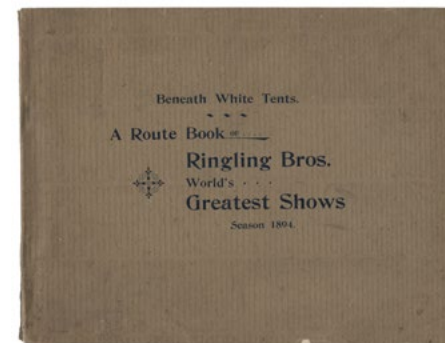 Beneath White Tents.
A Route Book of ....
Ringling Bros.
World's . . .
Greatest Shows
Season 1894.